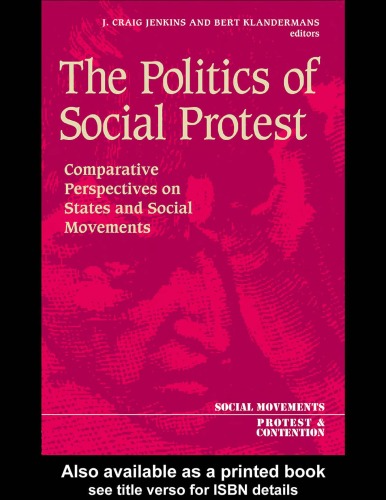 J. CRAIG JENKINS AND BERT KLANDERMANS
editors
The Politics of
Social Protest
Comparative
Perspectives on
States and Social
Movements
SOCIAL MOVEMENTS
PROTEST &
CONTENTION
Also available as a printed book
see title verso for ISBN details